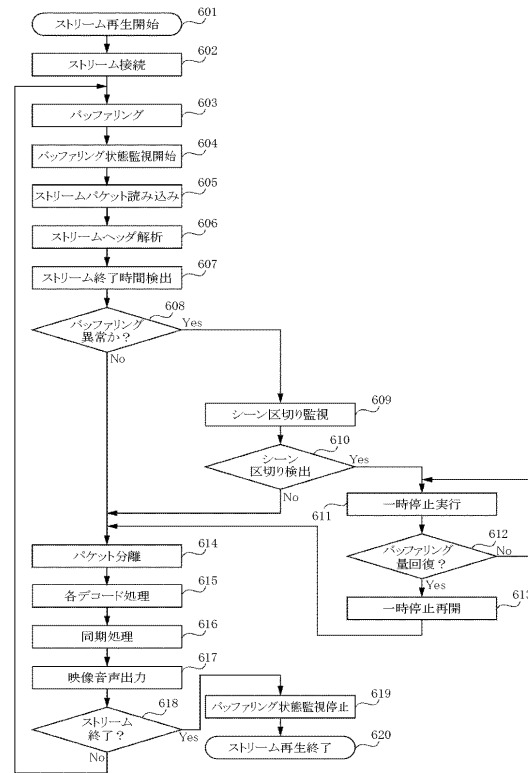 ストリーム再生開始 601
ストリーム接続 602
バッファリング 603
バッファリング状態監視開始 604
ストリームパケット読み込み 605
ストリームヘッダ解析 606
ストリーム終了時間検出 607
バッファリング
異常か? 608
Yes
No
シーン区切り監視 609
シーン
区切り検出 610
Yes
No
一時停止実行 611
バッファリング
量回復? 612
No
Yes
一時停止再開 613
パケット分離 614
各デコード処理 615
同期処理 616
映像音声出力 617
ストリーム
終了? 618
Yes
No
バッファリング状態監視停止 619
ストリーム再生終了 620